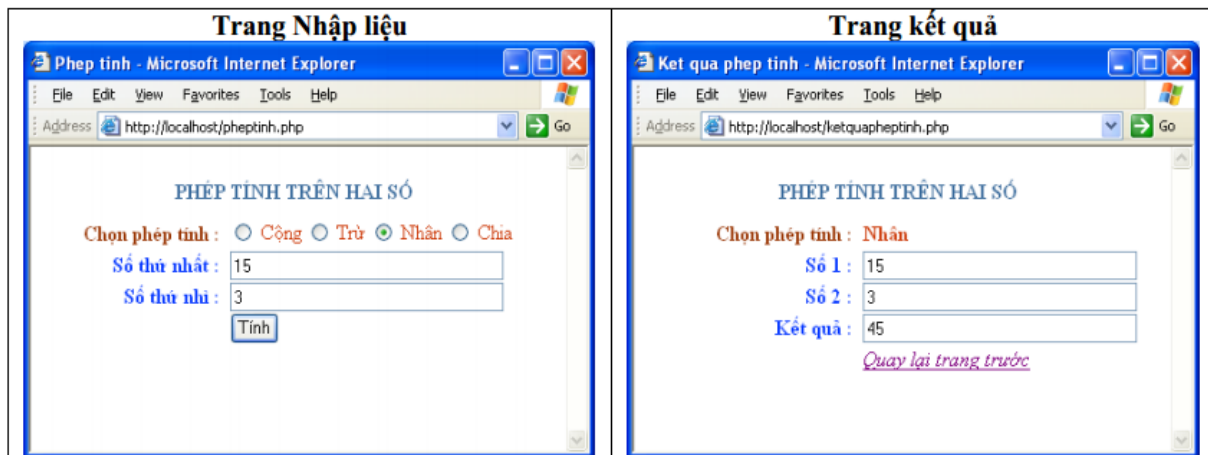 Trang Nhập liệu
Phep tinh - Microsoft Internet Explorer
File Edit View Favorites Tools Help
Address http://localhost/pheptinh.php Go
PHÉP TÍNH TRÊN HAI SỐ
Chọn phép tính : Cộng Trừ Nhân Chia
Số thứ nhất : 15
Số thứ nhì : 3
Tính
Trang kết quả
Ket qua phep tinh - Microsoft Internet Explorer
File Edit View Favorites Tools Help
Address http://localhost/ketquapheptinh.php Go
PHÉP TÍNH TRÊN HAI SỐ
Chọn phép tính : Nhân
Số 1 : 15
Số 2 : 3
Kết quả : 45
Quay lại trang trước